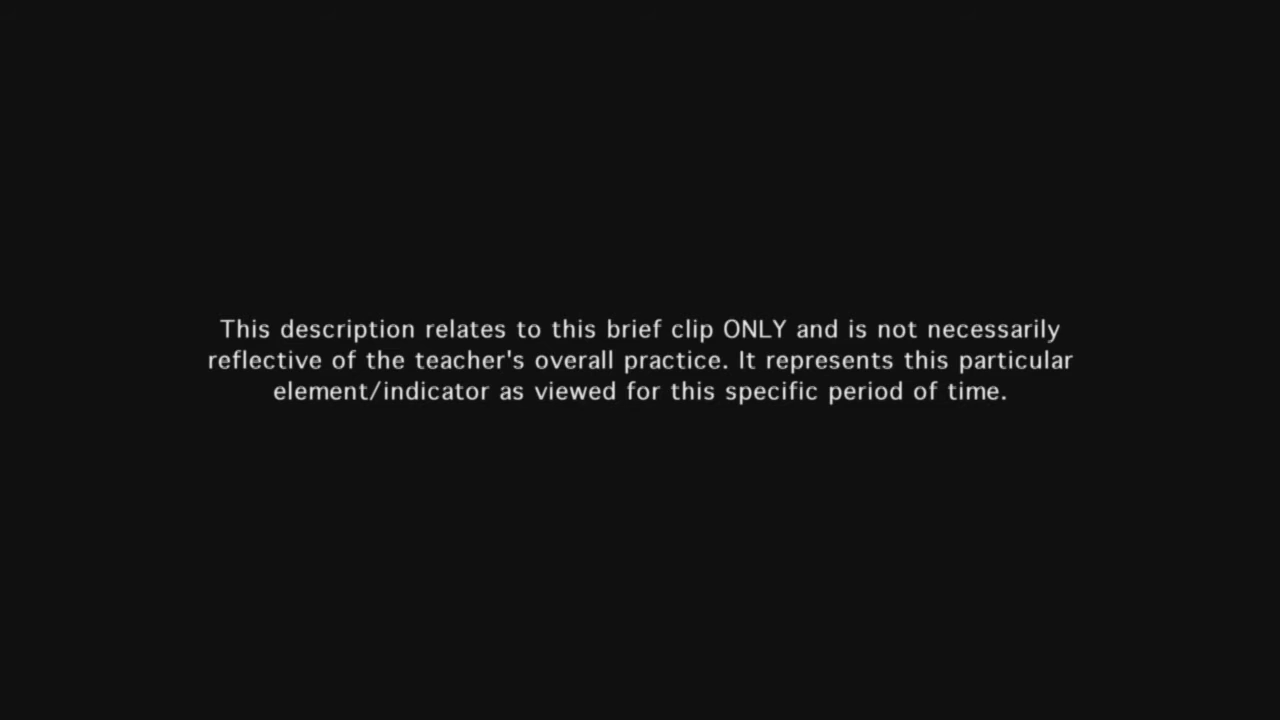 This description relates to this brief clip ONLY and is not necessarily
reflective of the teacher's overall practice. It represents this particular
element/indicator as viewed for this specific period of time.